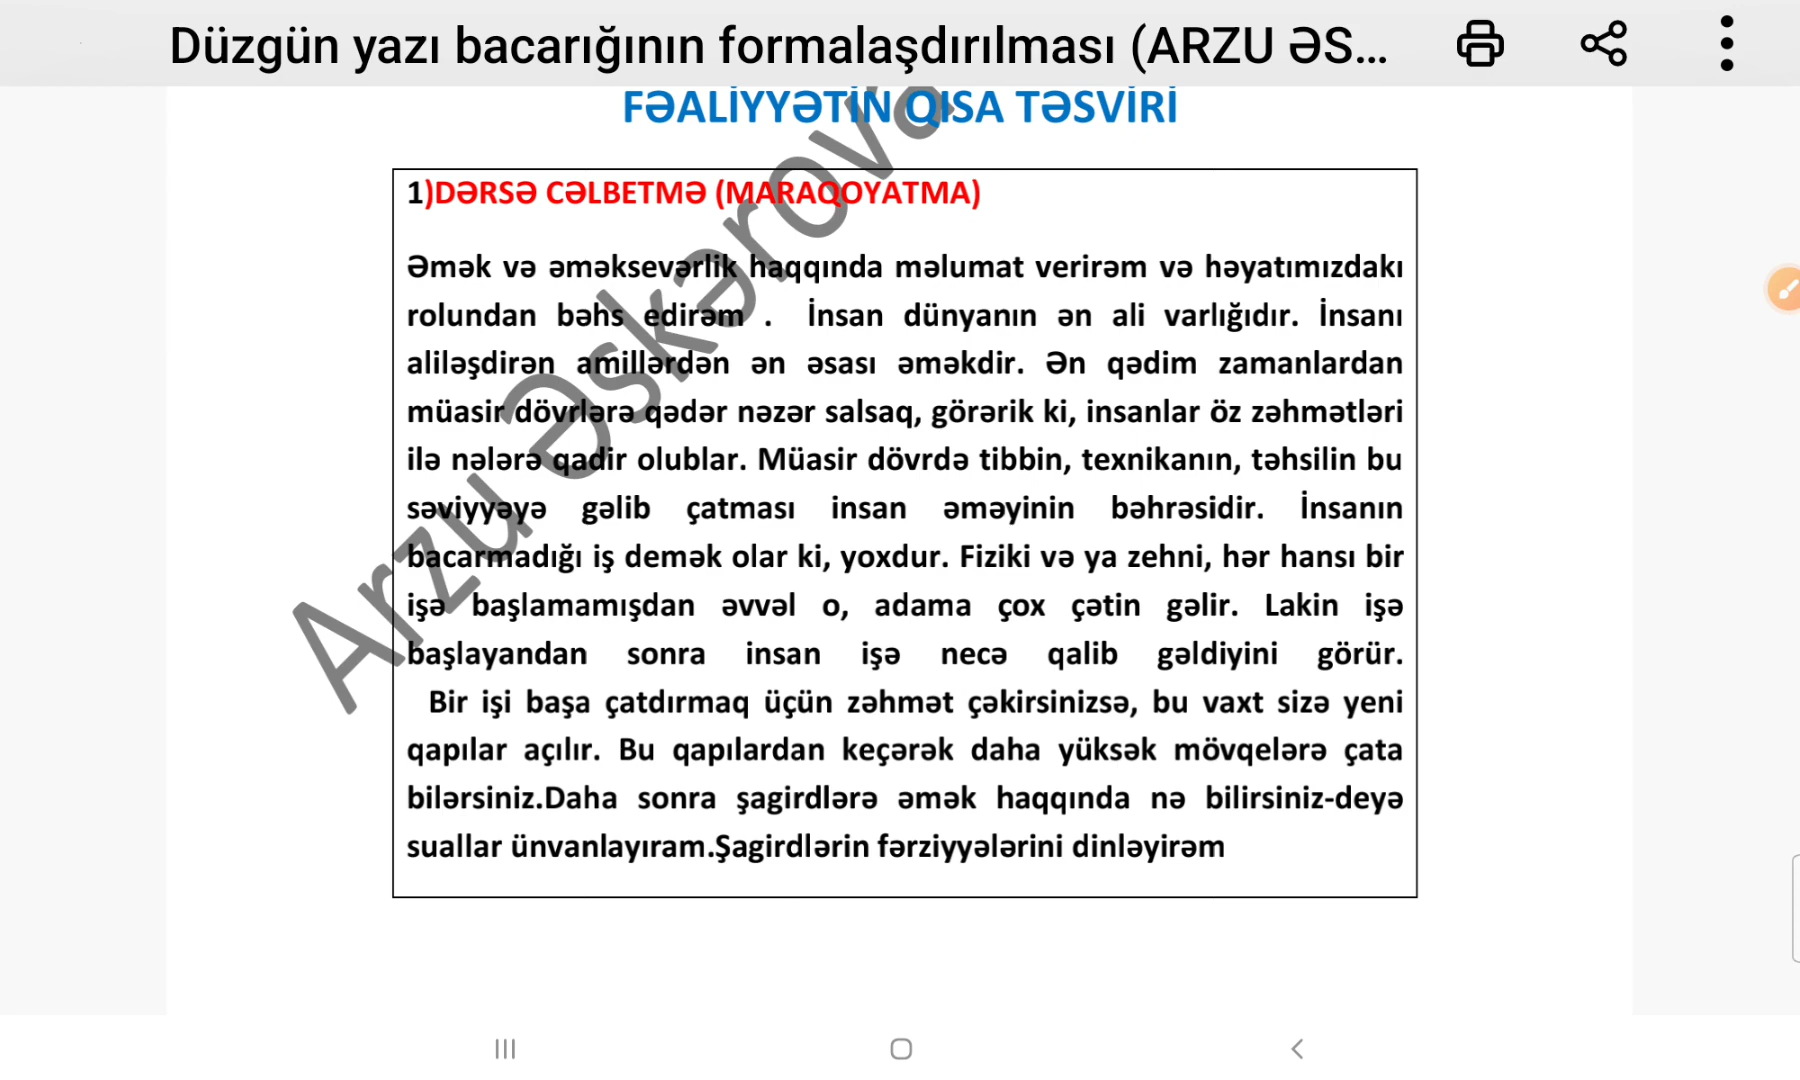 Düzgün yazı bacarığının formalaşdırılması (ARZU ƏS...
FƏALİYYƏTİN QISA TƏSVİRİ
1)DƏRSƏ CƏLBETMƏ (MARAQOYATMA)
Əmək və əməksevərlik haqqında məlumat verirəm və həyatımızdakı
rolundan bəhs edirəm . İnsan dünyanın ən ali varlığıdır. İnsanı
aliləşdirən amillərdən ən əsası əməkdir. Ən qədim zamanlardan
müasir dövrlərə qədər nəzər salsaq, görərik ki, insanlar öz zəhmətləri
ilə nələrə qadir olublar. Müasir dövrdə tibbin, texnikanın, təhsilin bu
səviyyəyə gəlib çatması insan əməyinin bəhrəsidir. İnsanın
bacarmadığı iş demək olar ki, yoxdur. Fiziki və ya zehni, hər hansı bir
işə başlamamışdan əvvəl o, adama çox çətin gəlir. Lakin işə
başlayandan sonra insan işə necə qalib gəldiyini görür.
Bir işi başa çatdırmaq üçün zəhmət çəkirsinizsə, bu vaxt sizə yeni
qapılar açılır. Bu qapılardan keçərək daha yüksək mövqelərə çata
bilərsiniz.Daha sonra şagirdlərə əmək haqqında nə bilirsiniz-deyə
suallar ünvanlayıram.Şagirdlərin fərziyyələrini dinləyirəm
Arzu Əskərova